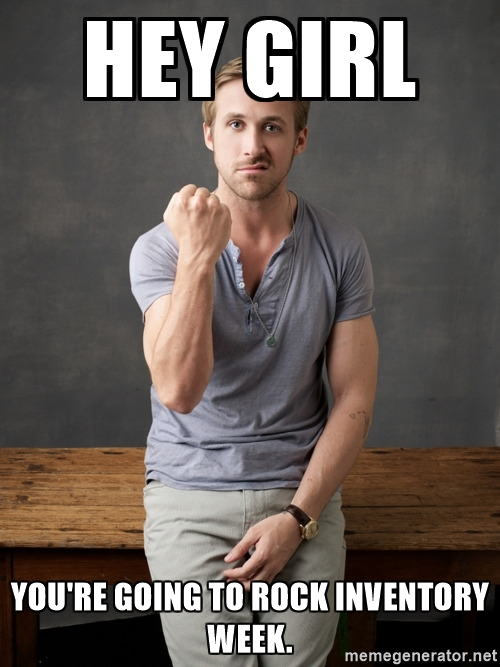 HEY GIRL
YOU'RE GOING TO ROCK INVENTORY
WEEK.
memegenerator.net